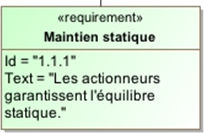 «requirement»
Maintien statique
Id = "1.1.1"
Text = "Les actionneurs
garantissent l'équilibre
statique."